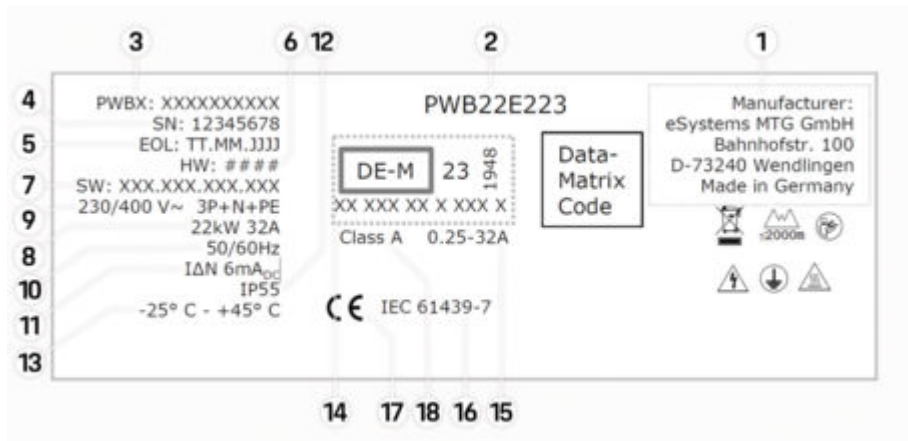 3 6 12 2 1
4 PWBX: XXXXXXXXXX
SN: 12345678
5 EOL: TT.MM.JJJJ
HW: ####
7 SW: XXX.XXX.XXX.XXX
9 230/400 V~ 3P+N+PE
22kW 32A
8 50/60Hz
10 IΔN 6mADC
IP55
11 -25° C - +45° C
13
PWB22E223
DE-M 23 1948
XX XXX XX X XXX X
Class A 0.25-32A
CE IEC 61439-7
Data-
Matrix
Code
Manufacturer:
eSystems MTG GmbH
Bahnhofstr. 100
D-73240 Wendlingen
Made in Germany
≤2000m
14 17 18 16 15